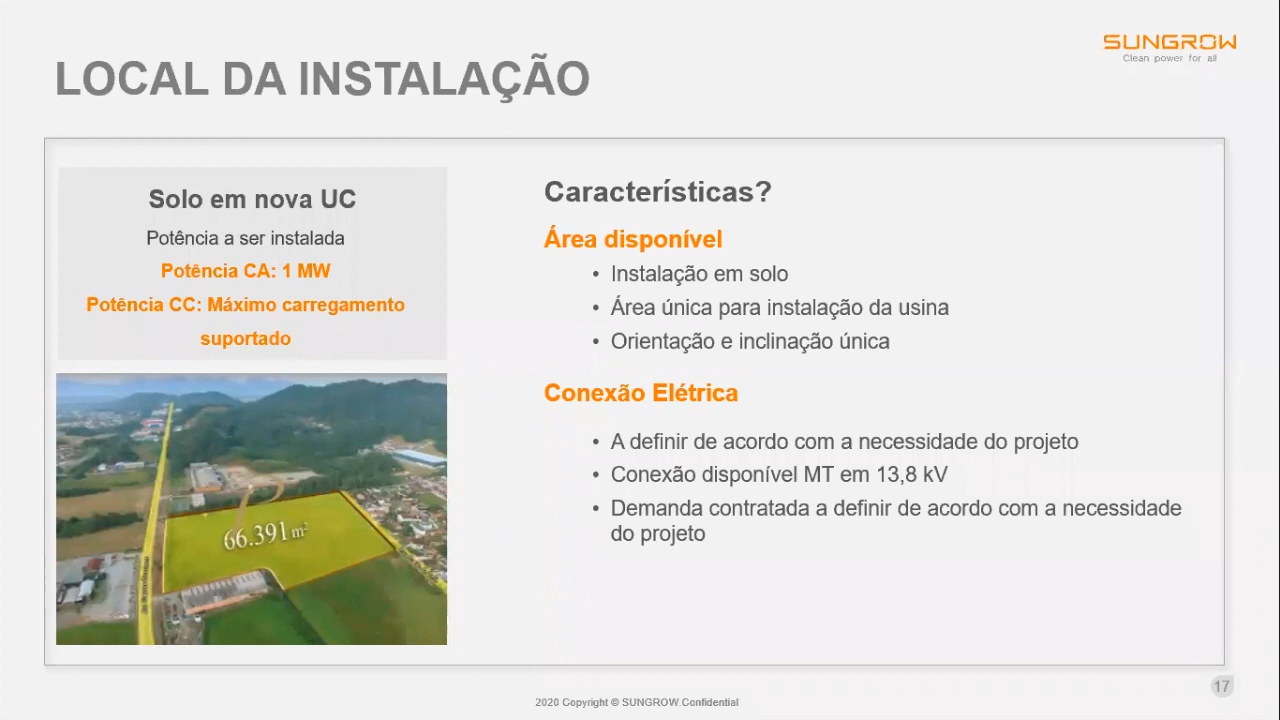 SUNGROW
Clean power for all
LOCAL DA INSTALAÇÃO
Solo em nova UC
Potência a ser instalada
Potência CA: 1 MW
Potência CC: Máximo carregamento
suportado
66.391 m²
Características?
Área disponível
• Instalação em solo
• Área única para instalação da usina
• Orientação e inclinação única
Conexão Elétrica
• A definir de acordo com a necessidade do projeto
• Conexão disponível MT em 13,8 kV
• Demanda contratada a definir de acordo com a necessidade
do projeto
2020 Copyright © SUNGROW Confidential
17